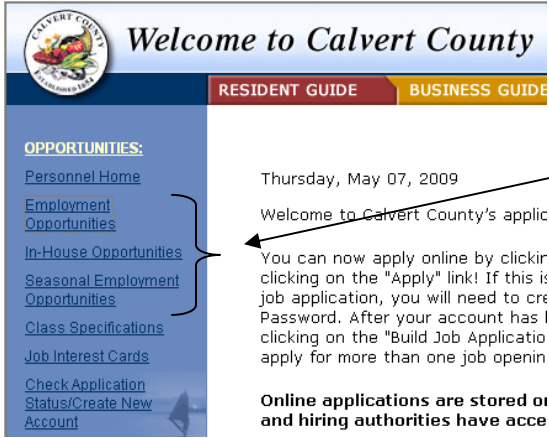 CALVERT COUNTY
ESTABLISHED 1654
Welcome to Calvert County
RESIDENT GUIDE
BUSINESS GUIDE
OPPORTUNITIES:
Personnel Home
Employment
Opportunities
In-House Opportunities
Seasonal Employment
Opportunities
Class Specifications
Job Interest Cards
Check Application
Status/Create New
Account
Thursday, May 07, 2009
Welcome to Calvert County's applic
You can now apply online by clickin
clicking on the "Apply" link! If this is
job application, you will need to cre
Password. After your account has
clicking on the "Build Job Applicatio
apply for more than one job openin
Online applications are stored o
and hiring authorities have acce